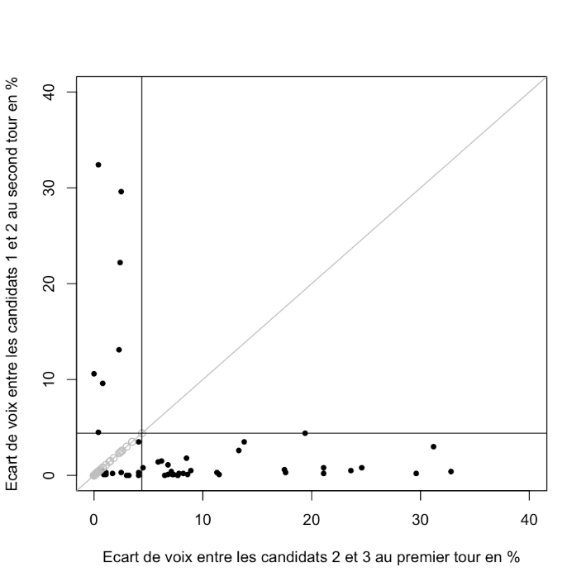 Ecart de voix entre les candidats 1 et 2 au second tour en %
40
30
20
10
0
0 10 20 30 40
Ecart de voix entre les candidats 2 et 3 au premier tour en %